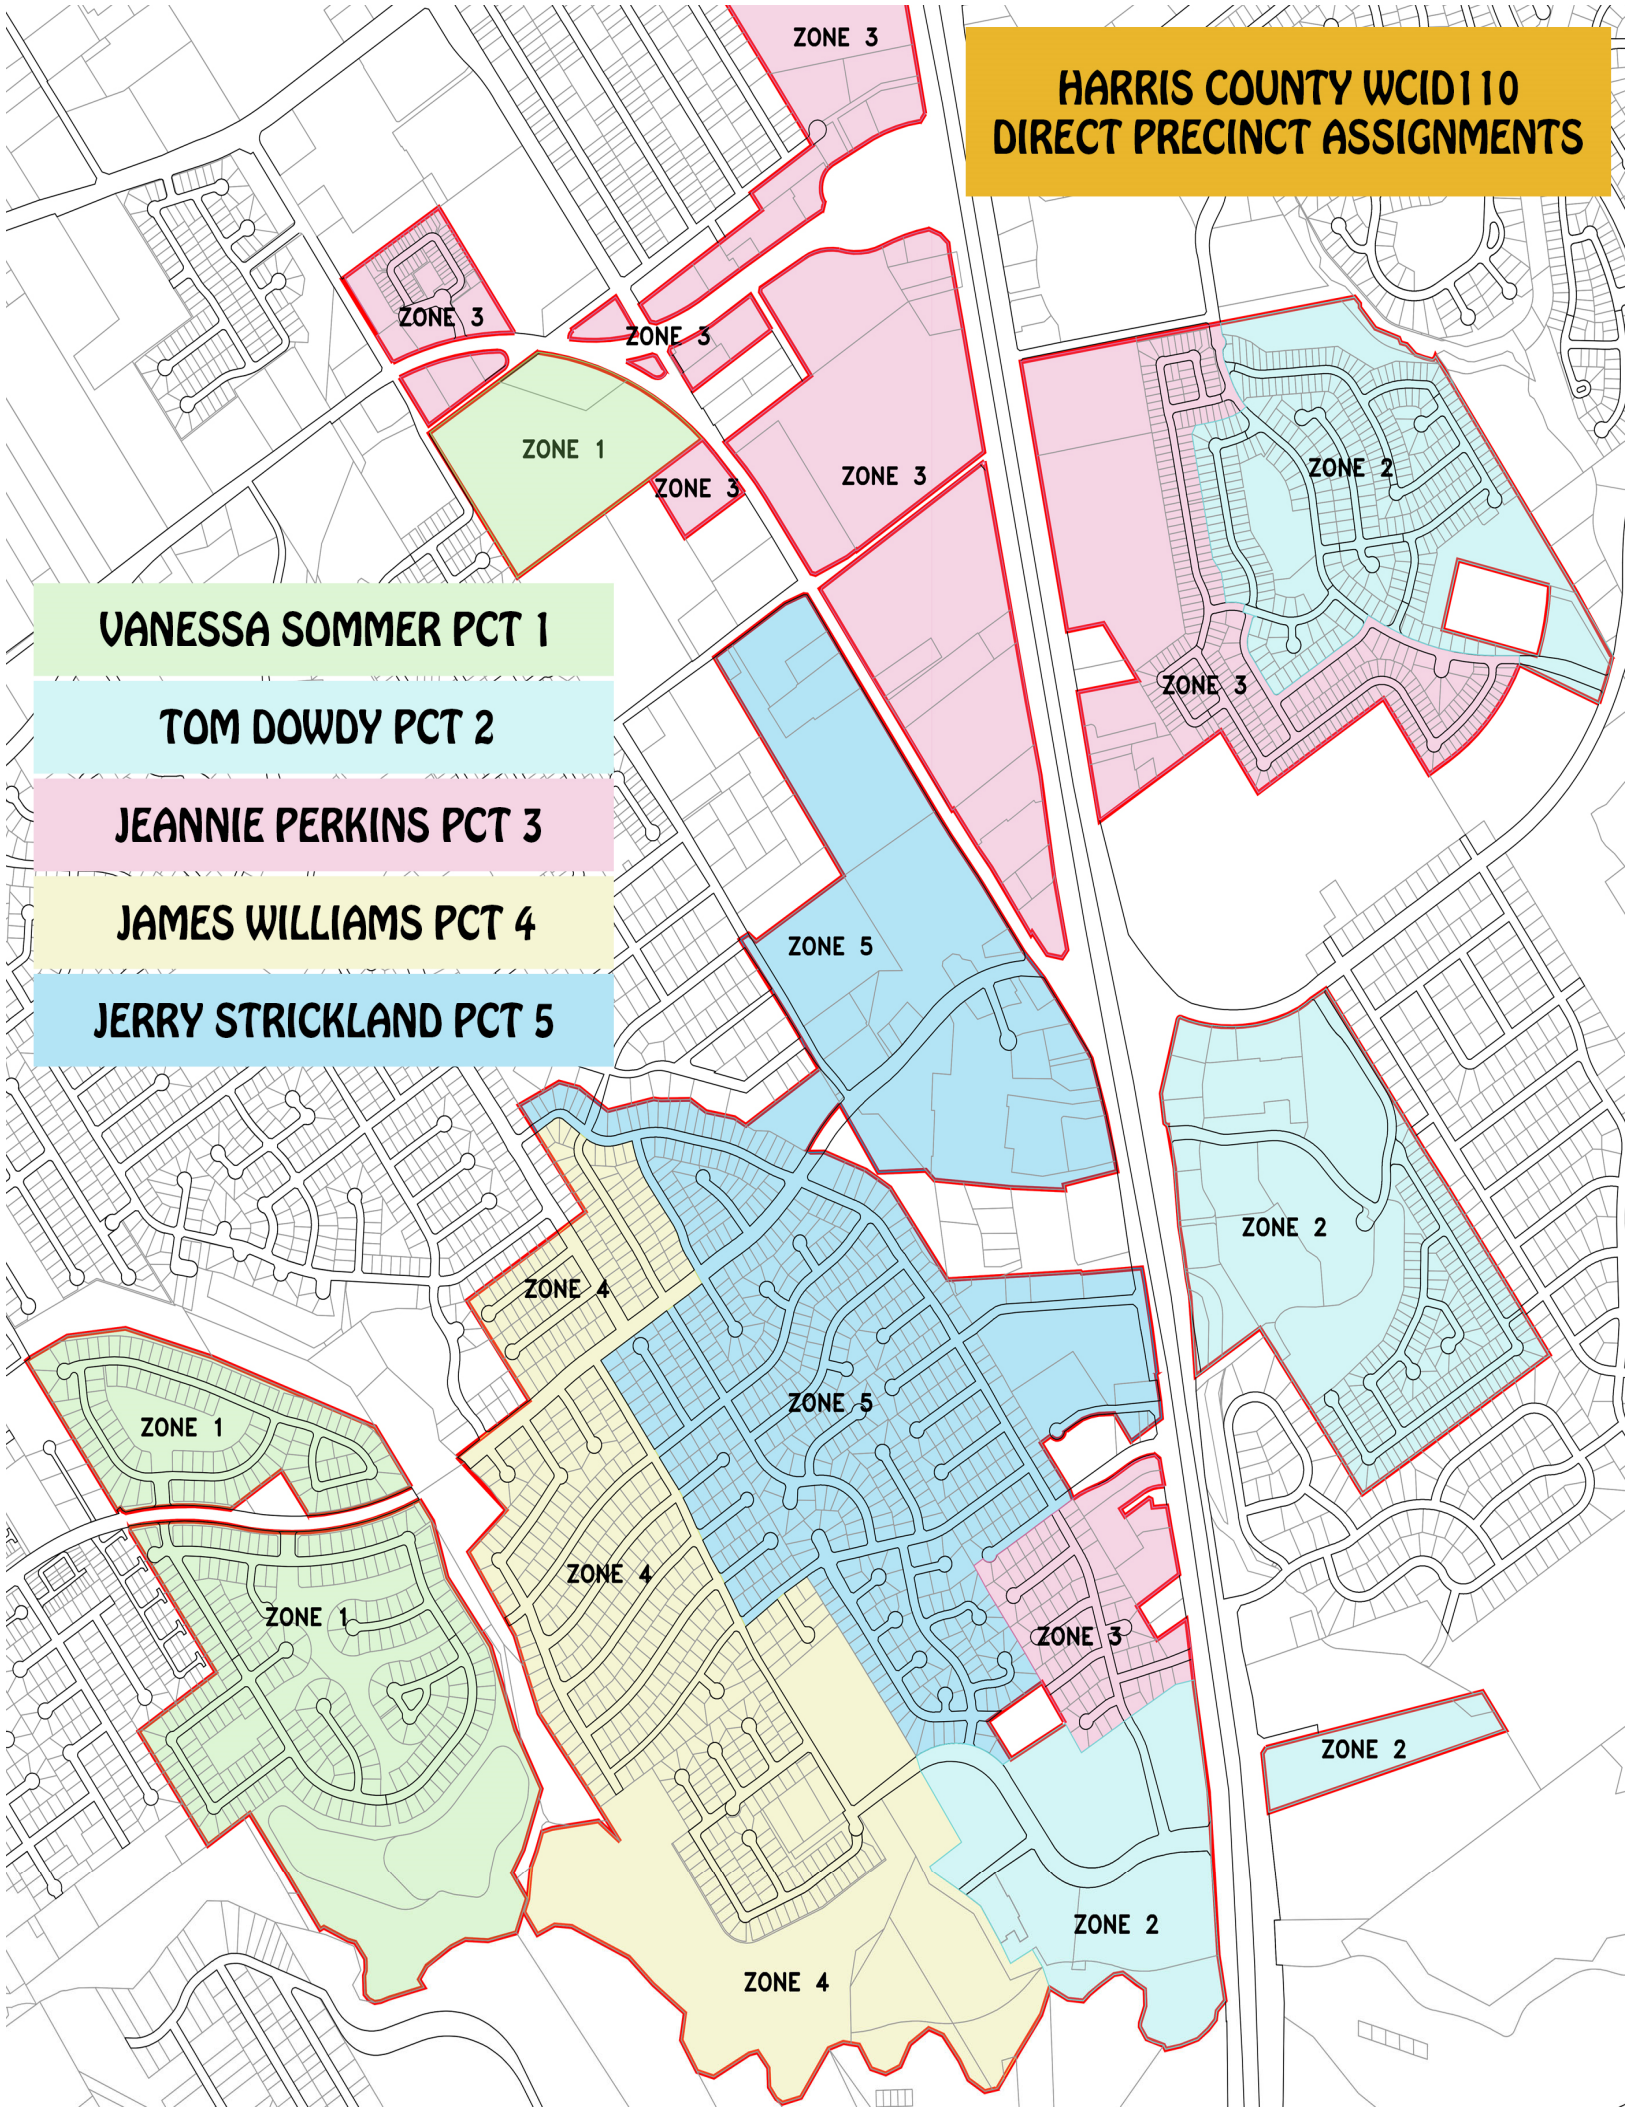 ZONE 3
HARRIS COUNTY WCID110
DIRECT PRECINCT ASSIGNMENTS
ZONE 3
ZONE 3
ZONE 1
ZONE 3
ZONE 3
ZONE 2
ZONE 3
VANESSA SOMMER PCT 1
TOM DOWDY PCT 2
JEANNIE PERKINS PCT 3
JAMES WILLIAMS PCT 4
JERRY STRICKLAND PCT 5
ZONE 5
ZONE 2
ZONE 4
ZONE 5
ZONE 1
ZONE 4
ZONE 1
ZONE 3
ZONE 2
ZONE 2
ZONE 4